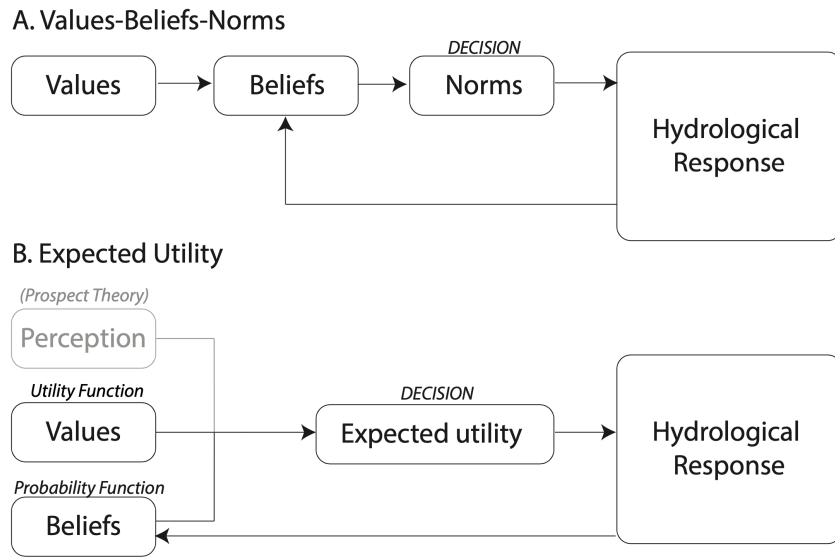 A. Values-Beliefs-Norms
DECISION
Values
Beliefs
Norms
Hydrological
Response
B. Expected Utility
(Prospect Theory)
Perception
Utility Function
Values
DECISION
Expected utility
Hydrological
Response
Probability Function
Beliefs